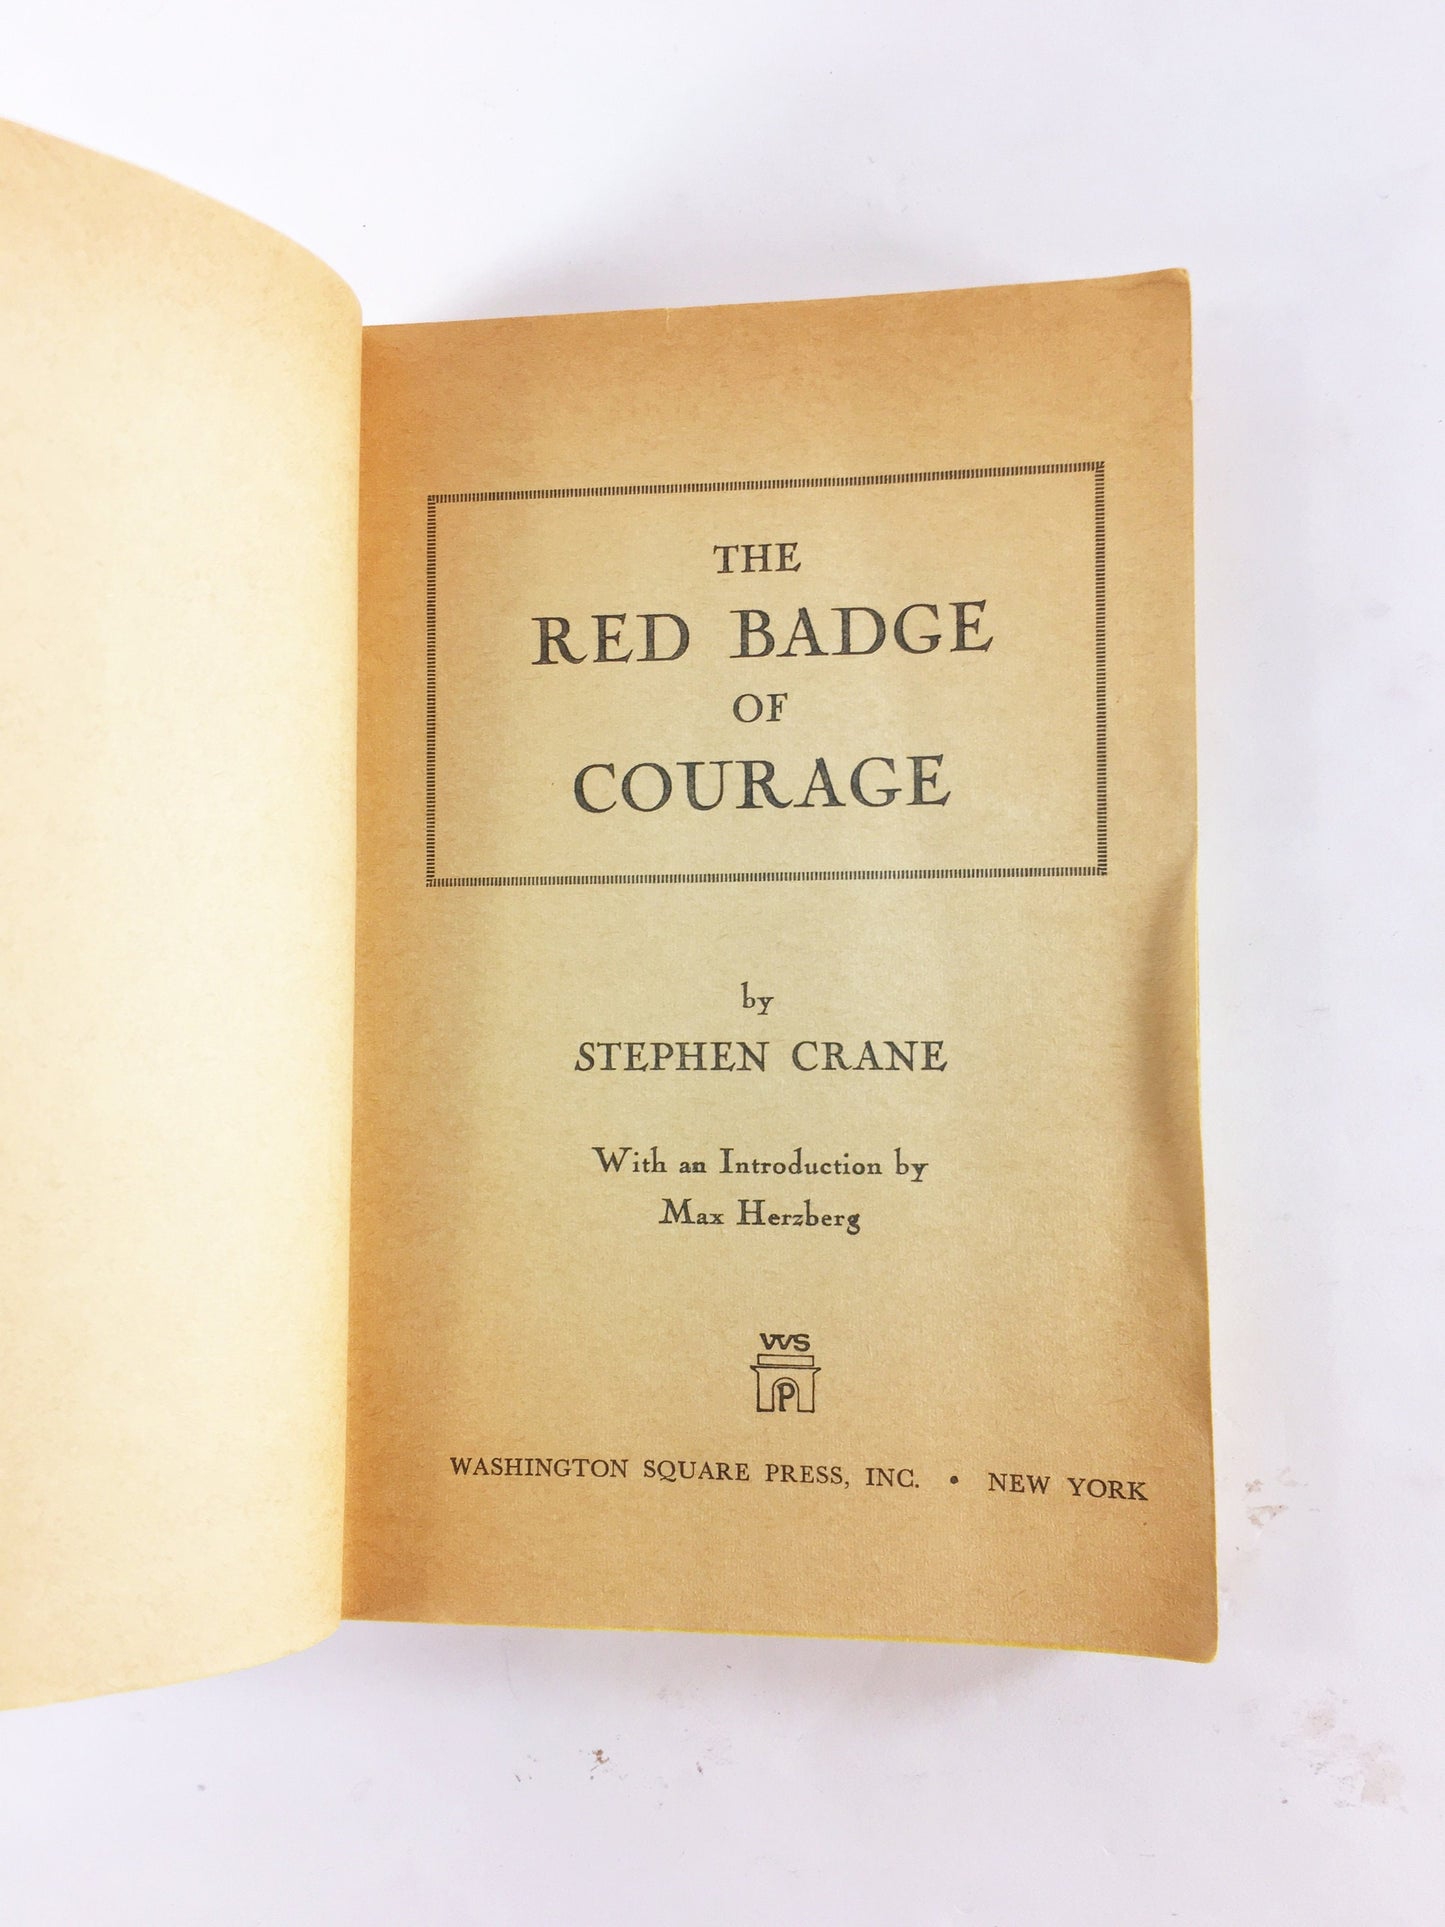 THE
RED BADGE
OF
COURAGE
by
STEPHEN CRANE
With an Introduction by
Max Herzberg
WS
P
WASHINGTON SQUARE PRESS, INC. • NEW YORK